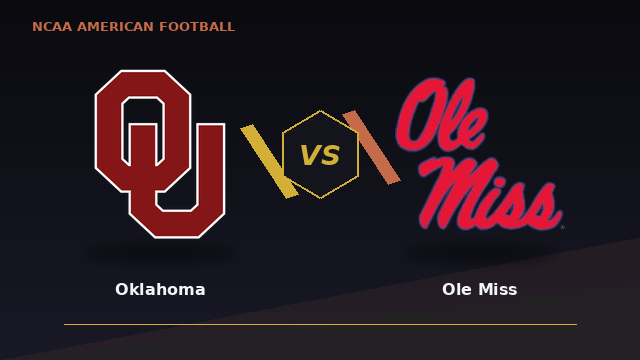 NCAA AMERICAN FOOTBALL
OU
VS
Ole
Miss
Oklahoma
Ole Miss